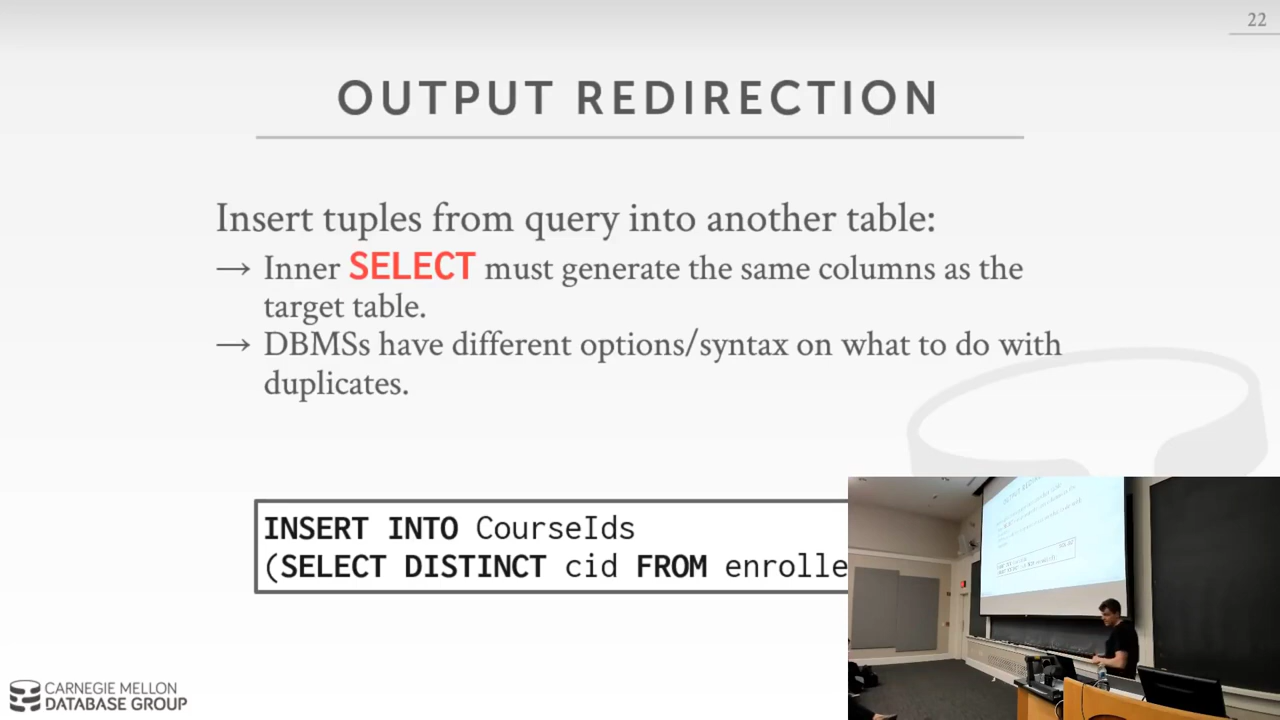 22
OUTPUT REDIRECTION
Insert tuples from query into another table:
→ Inner SELECT must generate the same columns as the
target table.
→ DBMSs have different options/syntax on what to do with
duplicates.
INSERT INTO CourseIds
(SELECT DISTINCT cid FROM enrolle
CARNEGIE MELLON
DATABASE GROUP